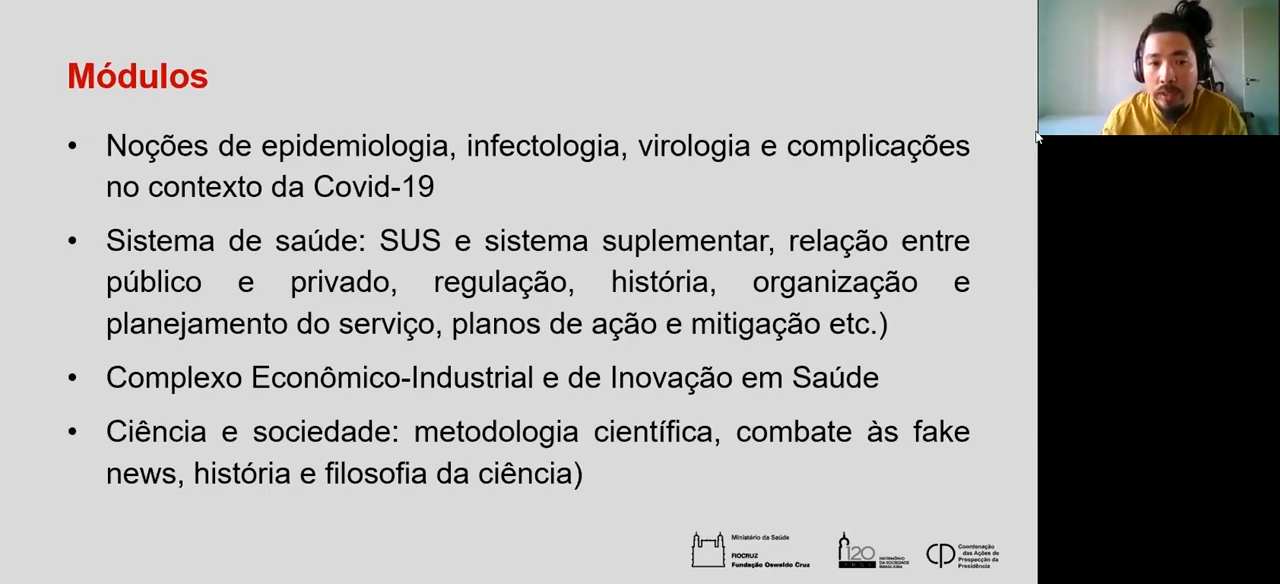 Módulos
• Noções de epidemiologia, infectologia, virologia e complicações
no contexto da Covid-19
• Sistema de saúde: SUS e sistema suplementar, relação entre
público e privado, regulação, história, organização e
planejamento do serviço, planos de ação e mitigação etc.)
• Complexo Econômico-Industrial e de Inovação em Saúde
• Ciência e sociedade: metodologia científica, combate às fake
news, história e filosofia da ciência)
Ministério da Saúde
FIOCRUZ
Fundação Oswaldo Cruz
120
ANOS
PATRIMÔNIO
DA SOCIEDADE
BRASILEIRA
Coordenação
das Ações de
Prospecção da
Presidência